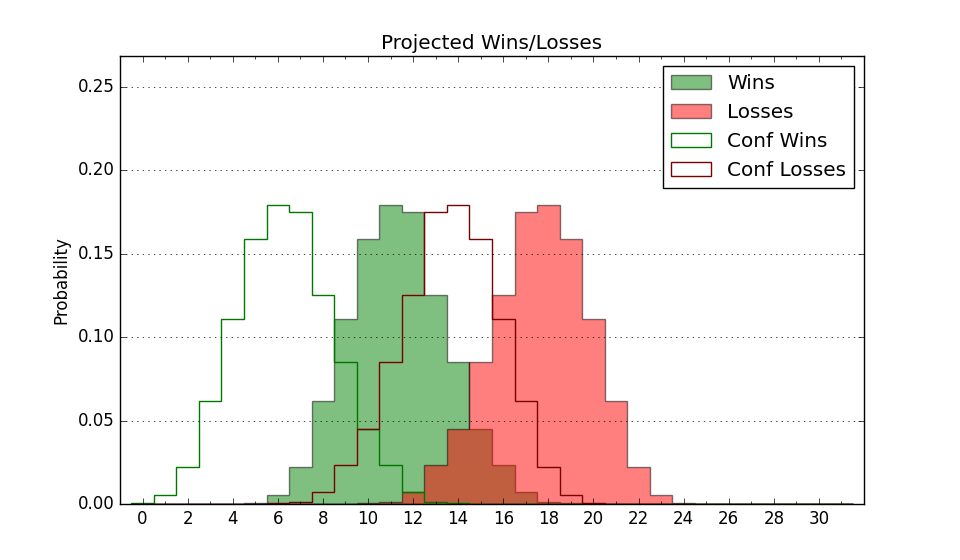 Projected Wins/Losses
Probability
0.25
0.20
0.15
0.10
0.05
0.00
0 2 4 6 8 10 12 14 16 18 20 22 24 26 28 30
Wins
Losses
Conf Wins
Conf Losses